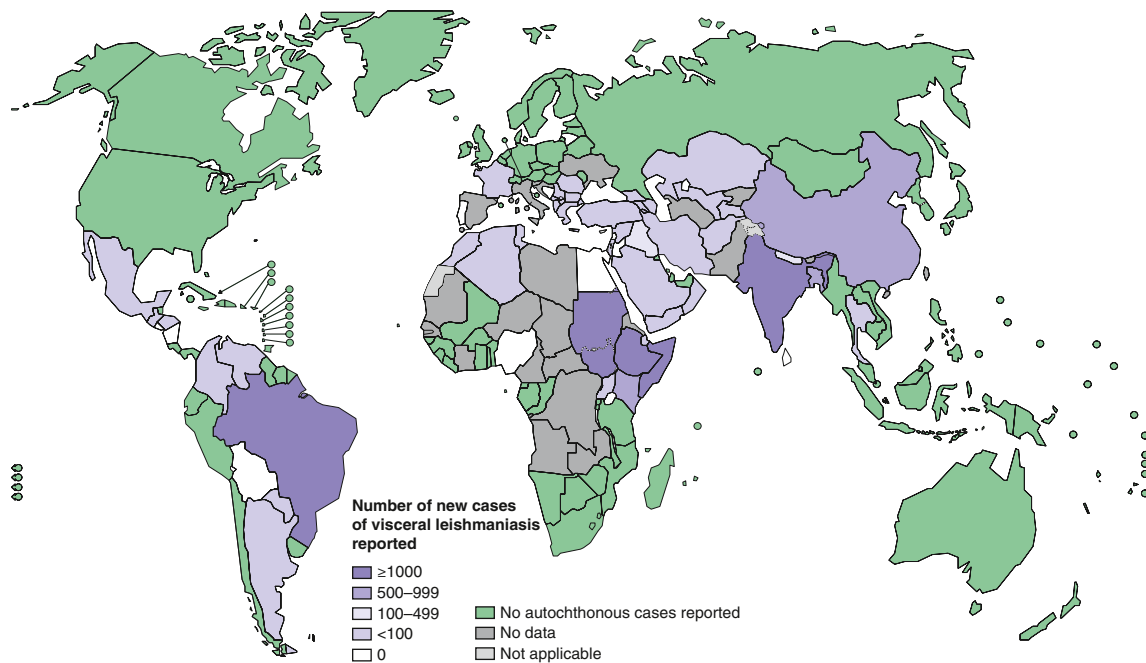 Number of new cases
of visceral leishmaniasis
reported
≥1000
500–999
100–499
<100
0
No autochthonous cases reported
No data
Not applicable